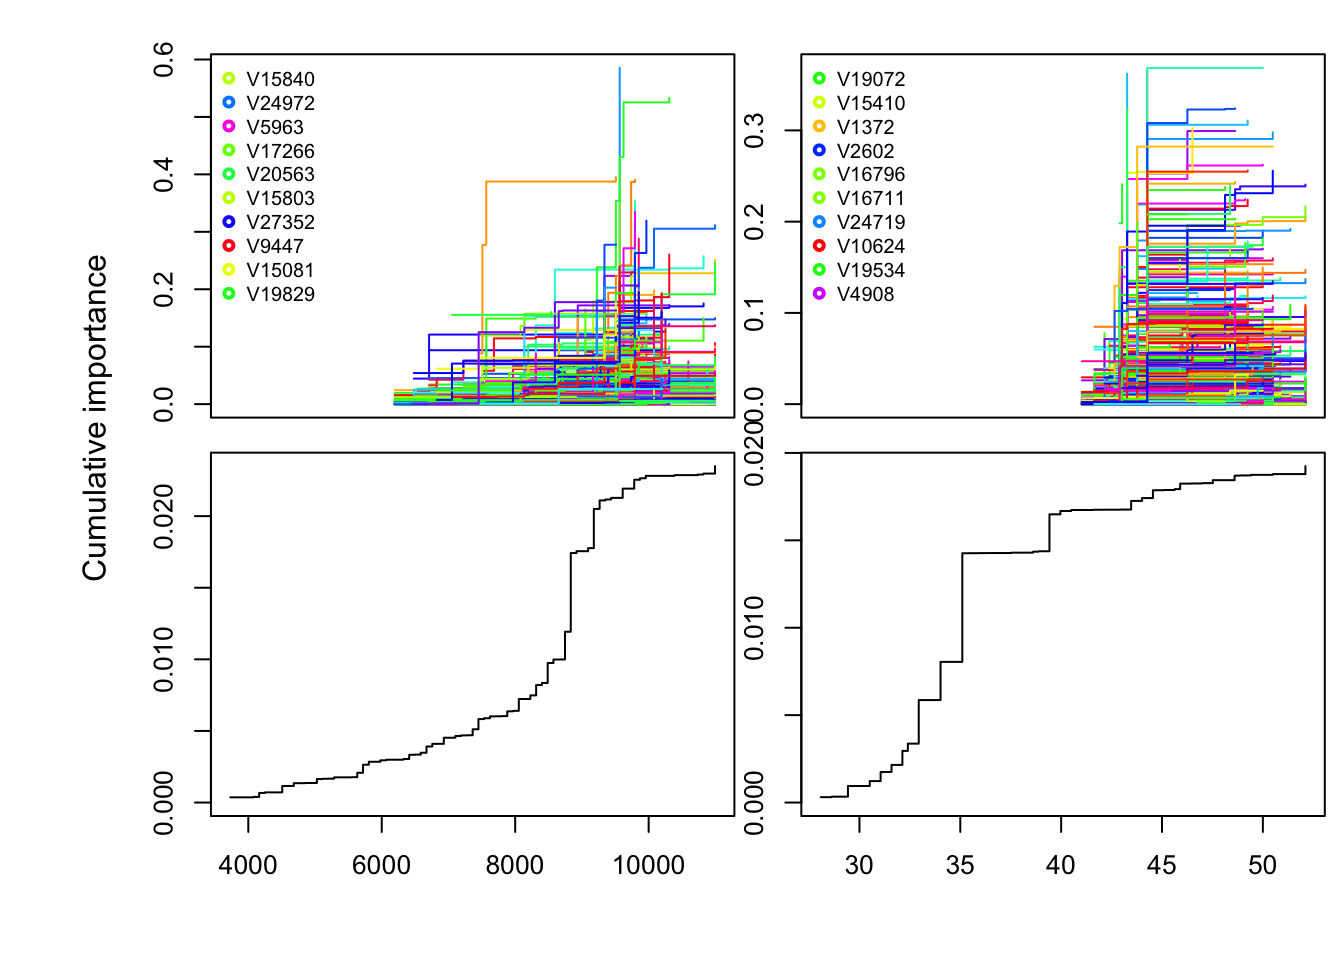 Cumulative importance
0.0
0.2
0.4
0.6
V15840
V24972
V5963
V17266
V20563
V15803
V27352
V9447
V15081
V19829
0.0
0.1
0.2
0.3
V19072
V15410
V1372
V2602
V16796
V16711
V24719
V10624
V19534
V4908
0.000
0.010
0.020
4000
6000
8000
10000
0.000
0.010
0.020
30
35
40
45
50